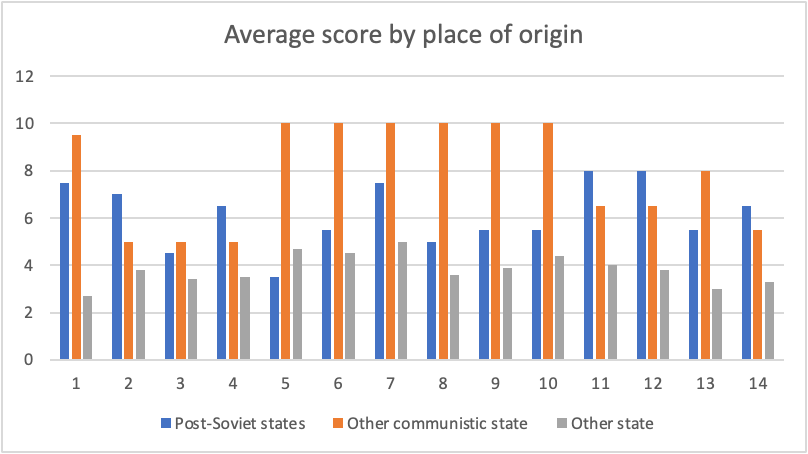 Average score by place of origin
12
10
8
6
4
2
0
1 2 3 4 5 6 7 8 9 10 11 12 13 14
Post-Soviet states Other communistic state Other state